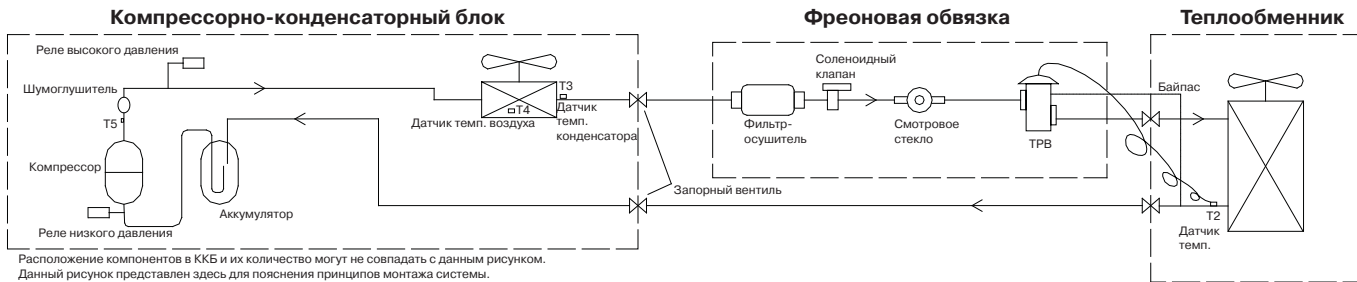 Компрессорно-конденсаторный блок
Фреоновая обвязка
Теплообменник
Реле высокого давления
Шумоглушитель
T5
Компрессор
Реле низкого давления
Аккумулятор
T3
T4
Датчик темп. воздуха
Датчик
темп.
конденсатора
Запорный вентиль
Фильтр-
осушитель
Соленоидный
клапан
Смотровое
стекло
ТРВ
Байпас
T2
Датчик
темп.
Расположение компонентов в ККБ и их количество могут не совпадать с данным рисунком.
Данный рисунок представлен здесь для пояснения принципов монтажа системы.